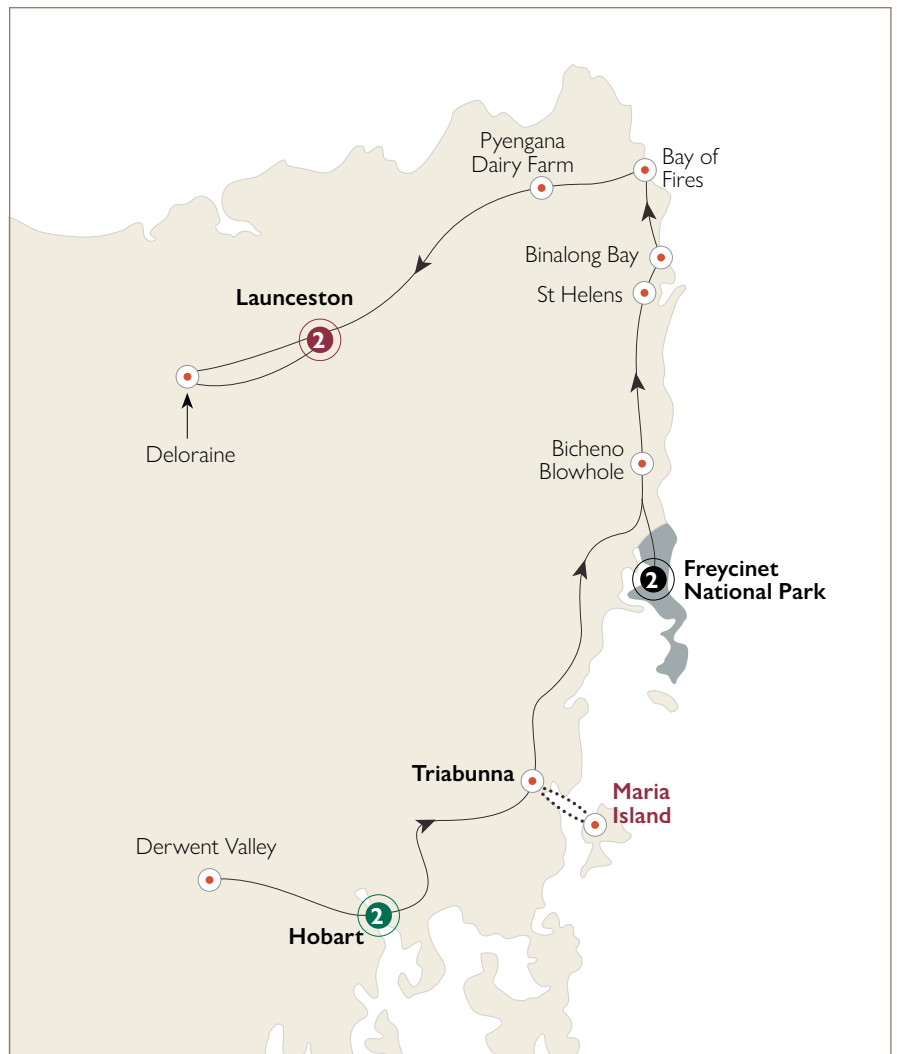 Pyengana
Dairy Farm
Bay of
Fires
Binalong Bay
St Helens
Launceston
2
Deloraine
Bicheno
Blowhole
2
Freycinet
National Park
Triabunna
Maria
Island
Derwent Valley
2
Hobart